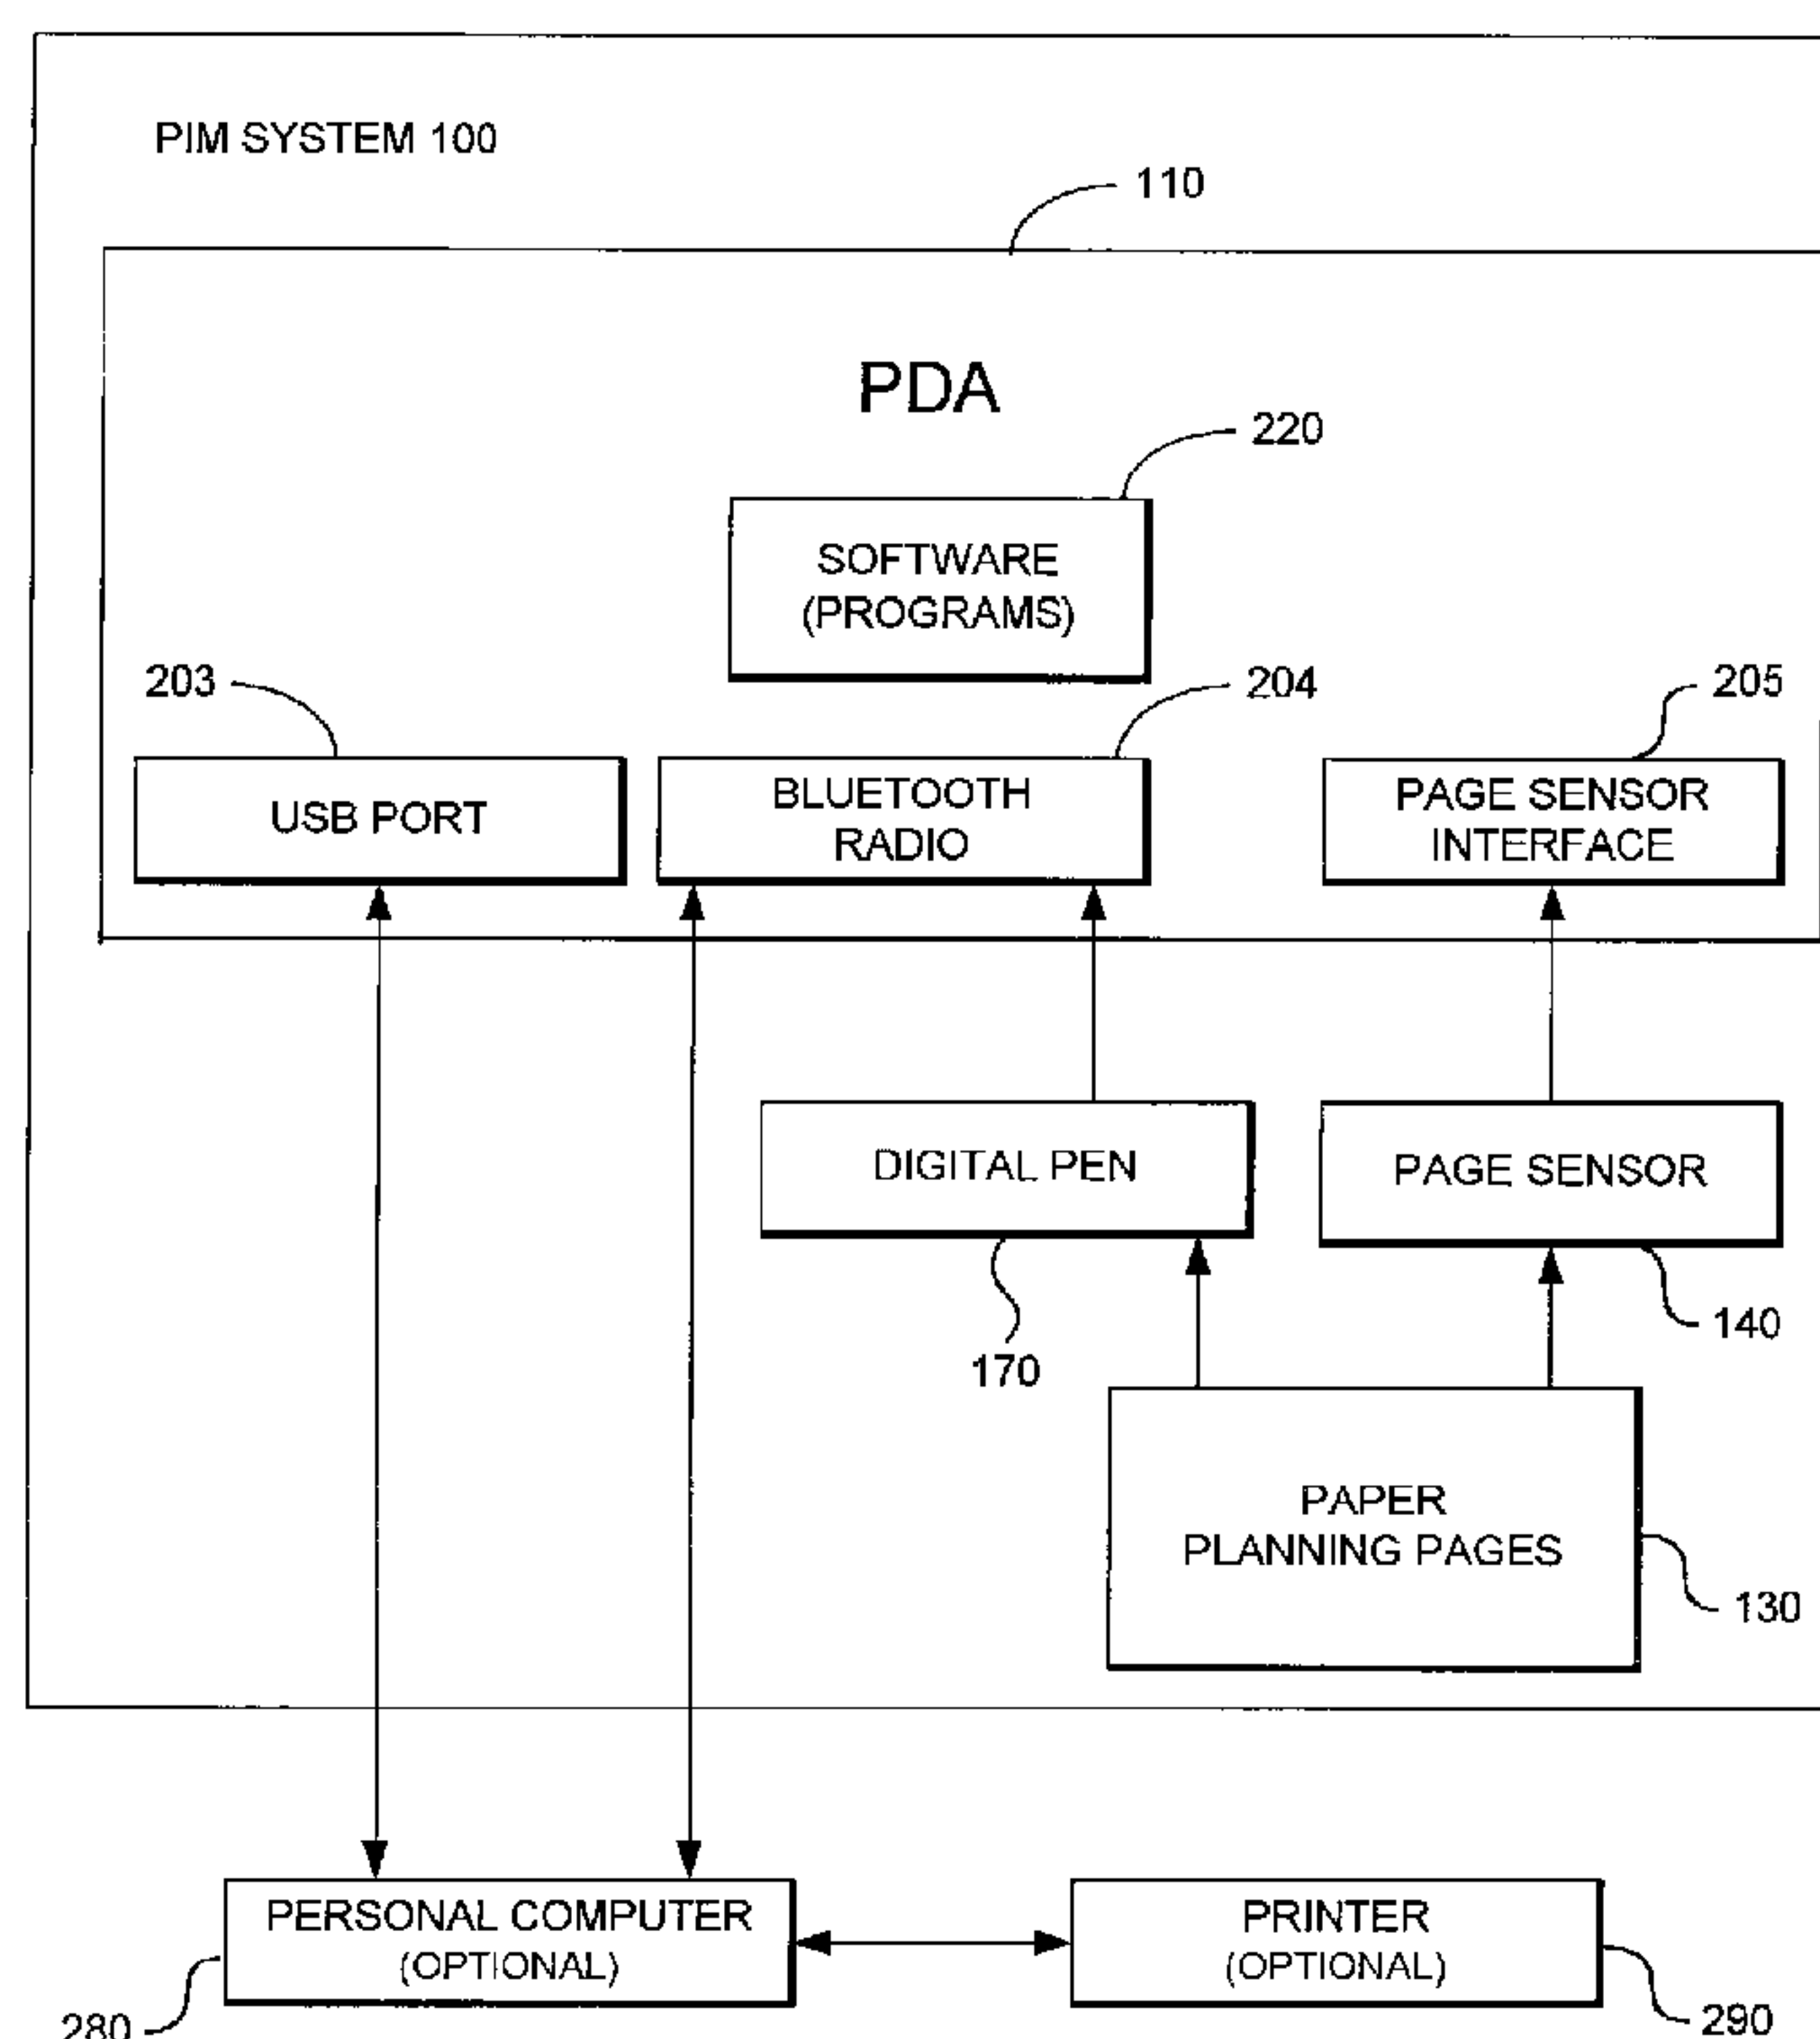 PIM SYSTEM 100
110
PDA
220
SOFTWARE
(PROGRAMS)
203
204
205
USB PORT
BLUETOOTH
RADIO
PAGE SENSOR
INTERFACE
DIGITAL PEN
PAGE SENSOR
170
140
PAPER
PLANNING PAGES
130
PERSONAL COMPUTER
(OPTIONAL)
PRINTER
(OPTIONAL)
280
290